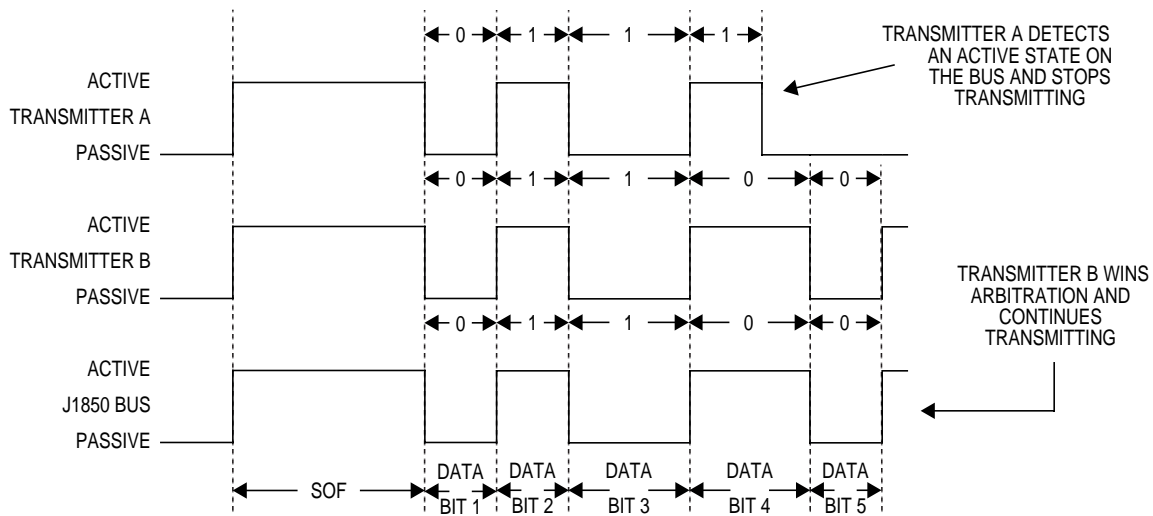 0 1 1 1
TRANSMITTER A DETECTS
AN ACTIVE STATE ON
THE BUS AND STOPS
TRANSMITTING
ACTIVE
TRANSMITTER A
PASSIVE
0 1 1 0 0
ACTIVE
TRANSMITTER B
PASSIVE
TRANSMITTER B WINS
ARBITRATION AND
CONTINUES
TRANSMITTING
0 1 1 0 0
ACTIVE
J1850 BUS
PASSIVE
SOF
DATA
BIT 1
DATA
BIT 2
DATA
BIT 3
DATA
BIT 4
DATA
BIT 5